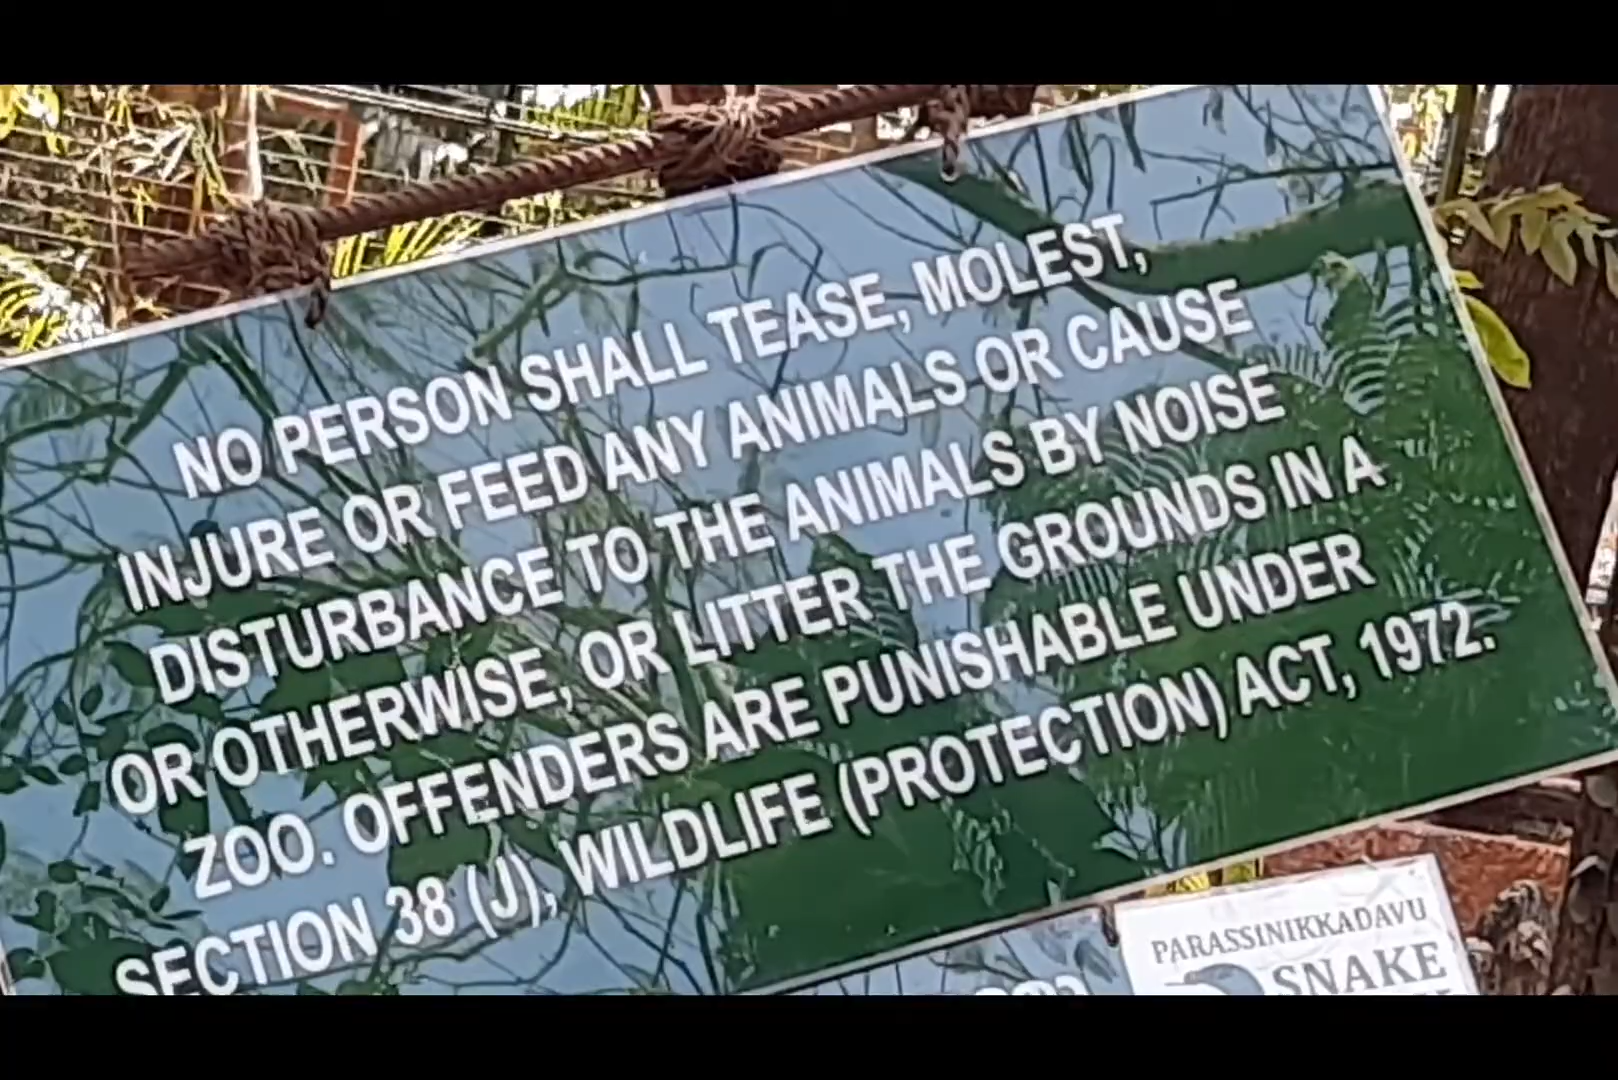 NO PERSON SHALL TEASE, MOLEST,
INJURE OR FEED ANY ANIMALS OR CAUSE
DISTURBANCE TO THE ANIMALS BY NOISE
OR OTHERWISE, OR LITTER THE GROUNDS IN A
ZOO. OFFENDERS ARE PUNISHABLE UNDER
SECTION 38 (J), WILDLIFE (PROTECTION) ACT, 1972.
PARASSINIKKADAVU
SNAKE